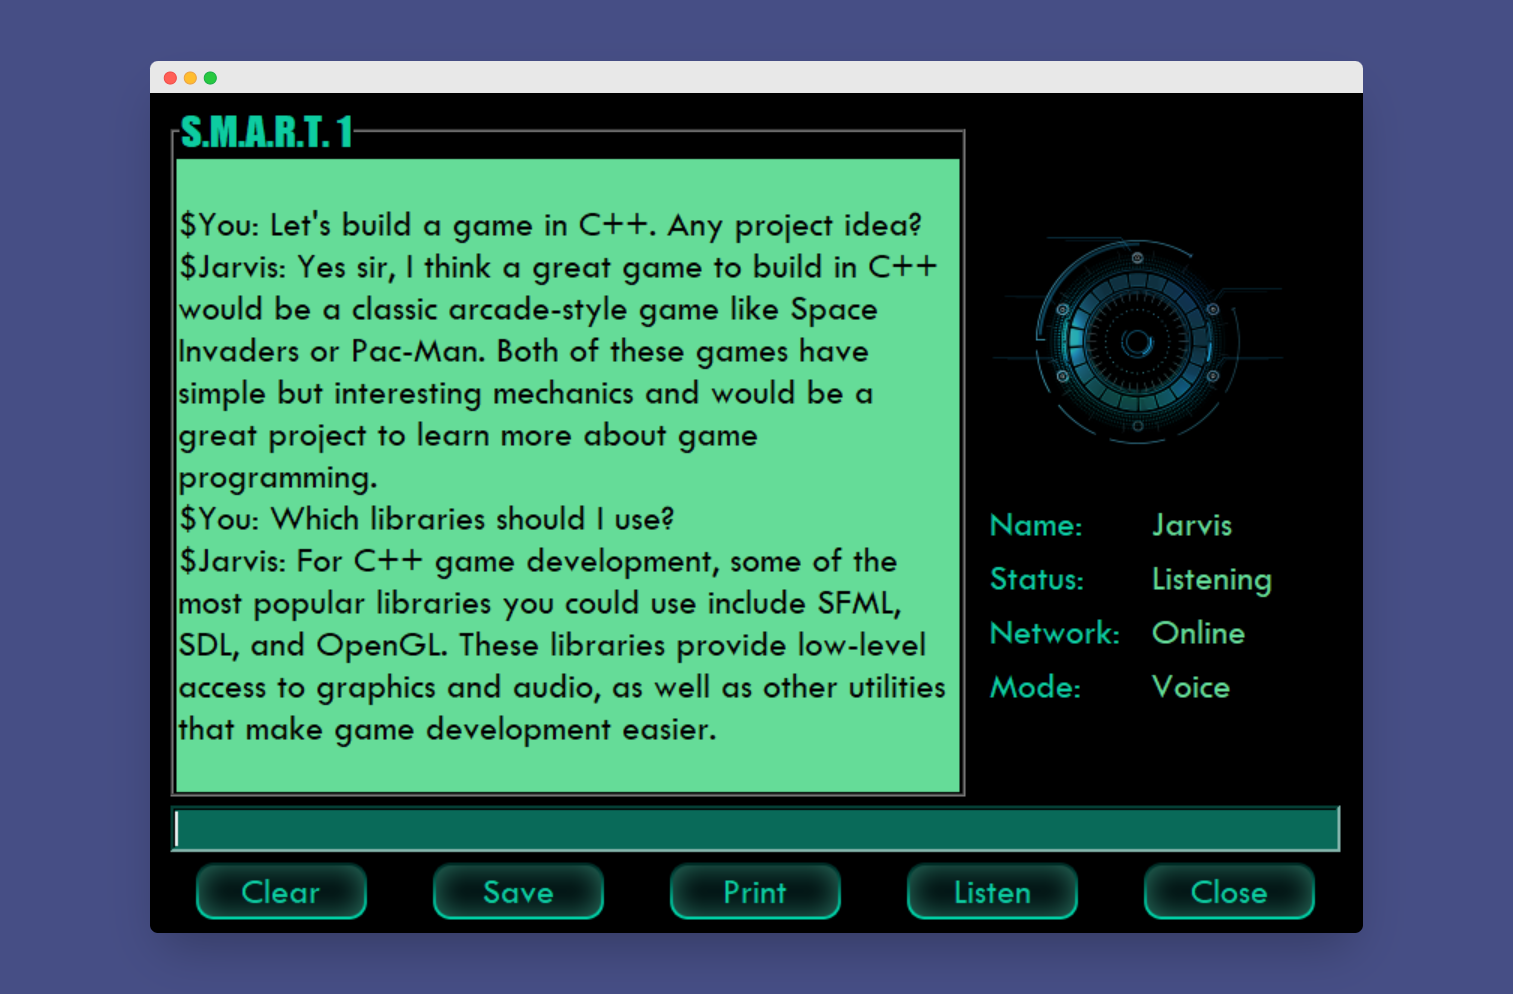 S.M.A.R.T. 1
$You: Let's build a game in C++. Any project idea?
$Jarvis: Yes sir, I think a great game to build in C++
would be a classic arcade-style game like Space
Invaders or Pac-Man. Both of these games have
simple but interesting mechanics and would be a
great project to learn more about game
programming.
$You: Which libraries should I use?
$Jarvis: For C++ game development, some of the
most popular libraries you could use include SFML,
SDL, and OpenGL. These libraries provide low-level
access to graphics and audio, as well as other utilities
that make game development easier.
Name: Jarvis
Status: Listening
Network: Online
Mode: Voice
Clear Save Print Listen Close